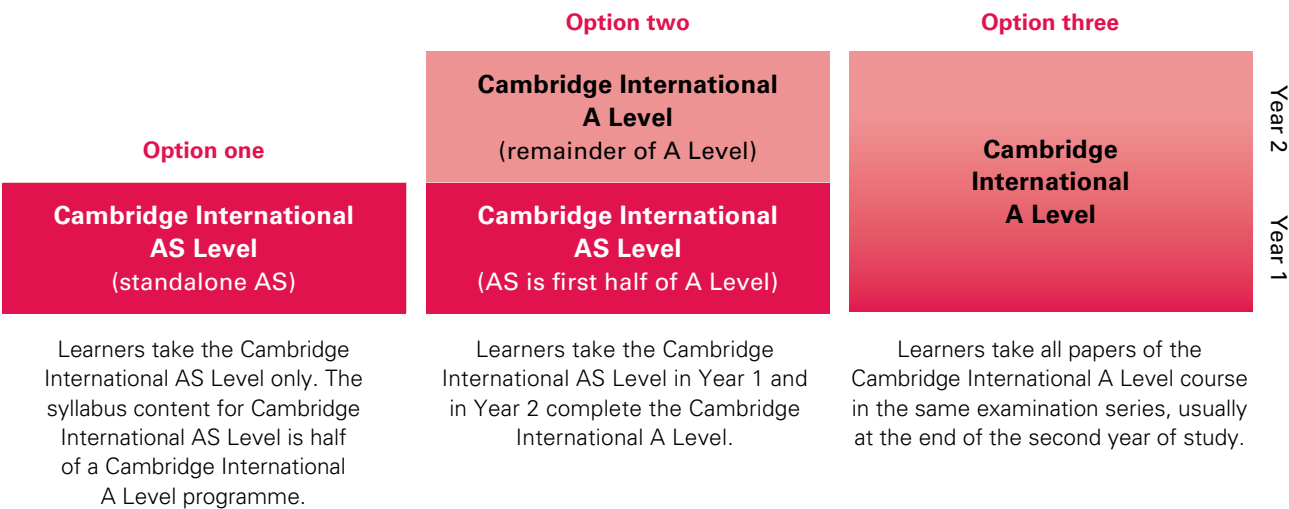 Option one
Cambridge International
AS Level
(standalone AS)
Learners take the Cambridge
International AS Level only. The
syllabus content for Cambridge
International AS Level is half
of a Cambridge International
A Level programme.
Option two
Cambridge International
A Level
(remainder of A Level)
Cambridge International
AS Level
(AS is first half of A Level)
Learners take the Cambridge
International AS Level in Year 1 and
in Year 2 complete the Cambridge
International A Level.
Option three
Cambridge
International
A Level
Learners take all papers of the
Cambridge International A Level course
in the same examination series, usually
at the end of the second year of study.
Year 2
Year 1